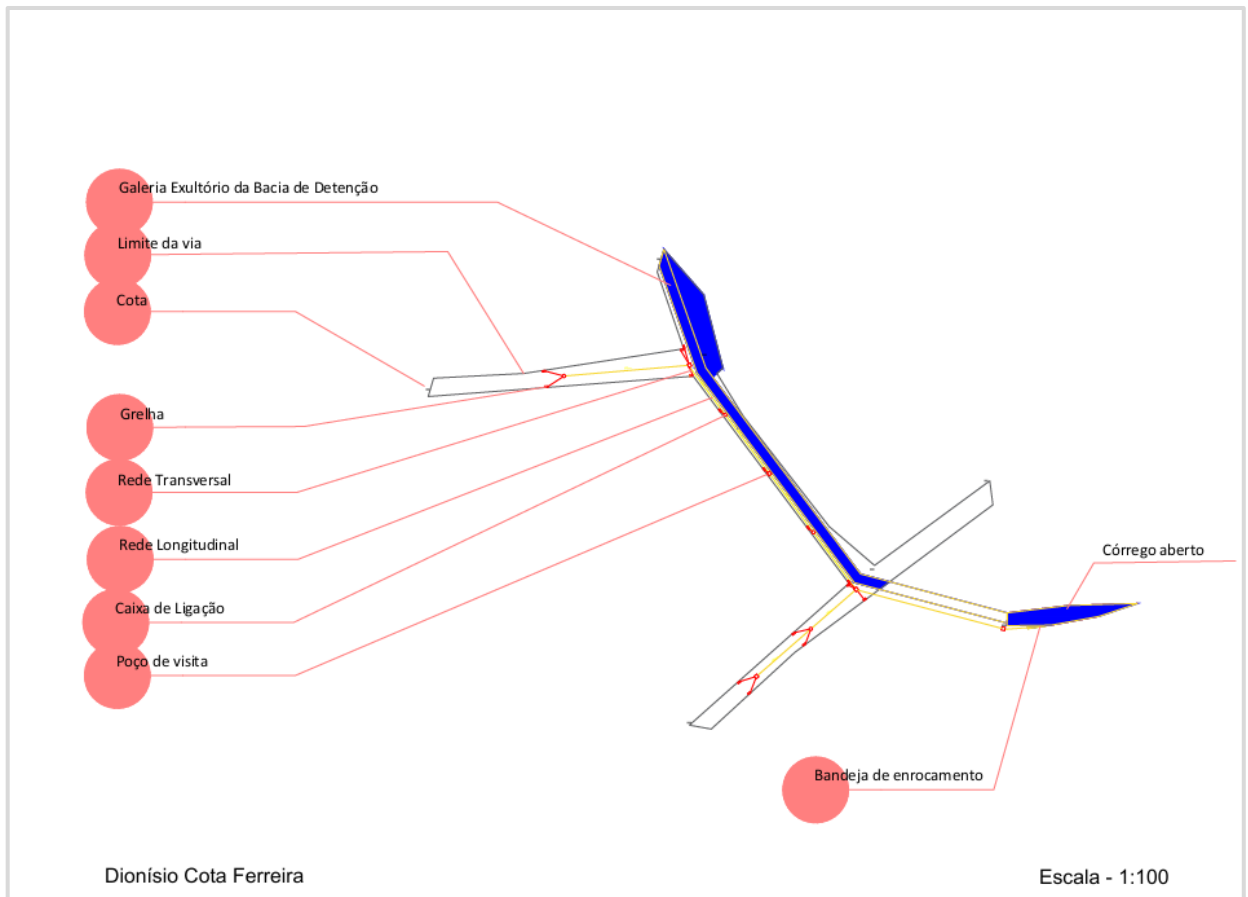 Galeria Exultório da Bacia de Detenção
Limite da via
Cota
Grelha
Rede Transversal
Rede Longitudinal
Caixa de Ligação
Poço de visita
Córrego aberto
Bandeja de enrocamento
Dionísio Cota Ferreira
Escala - 1:100